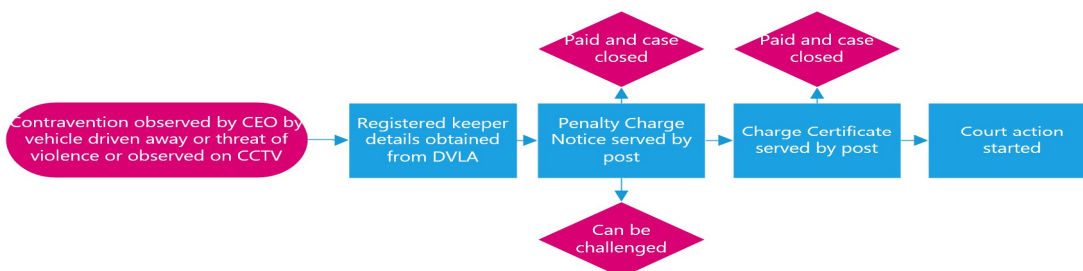 Paid and case
closed
Paid and case
closed
Contravention observed by CEO by
vehicle driven away or threat of
violence or observed on CCTV
Registered keeper
details obtained
from DVLA
Penalty Charge
Notice served by
post
Charge Certificate
served by post
Court action
started
Can be
challenged